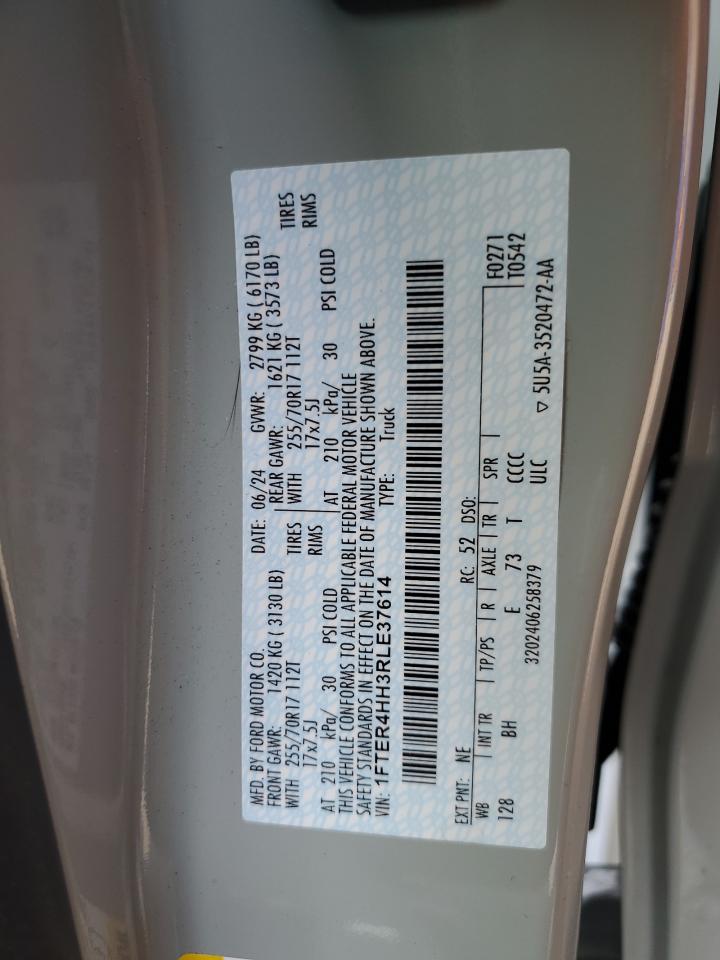 MFD. BY FORD MOTOR CO.
DATE: 06/24 GVWR: 2799 KG ( 6170 LB)
FRONT GAWR: 1420 KG ( 3130 LB) REAR GAWR: 1621 KG ( 3573 LB)
WITH 255/70R17 112T TIRES WITH 255/70R17 112T TIRES
17x7.5J RIMS 17x7.5J RIMS
AT 210 kPa/ 30 PSI COLD AT 210 kPa/ 30 PSI COLD
THIS VEHICLE CONFORMS TO ALL APPLICABLE FEDERAL MOTOR VEHICLE
SAFETY STANDARDS IN EFFECT ON THE DATE OF MANUFACTURE SHOWN ABOVE.
VIN: 1FTER4HH3RLE37614 TYPE: Truck
EXT PNT: NE RC: 52 DSO:
WB INT TR TP/PS R AXLE TR SPR F0271
128 BH E 73 T CCCC T0542
3202406258379 ULC ▽ 5U5A-3520472-AA